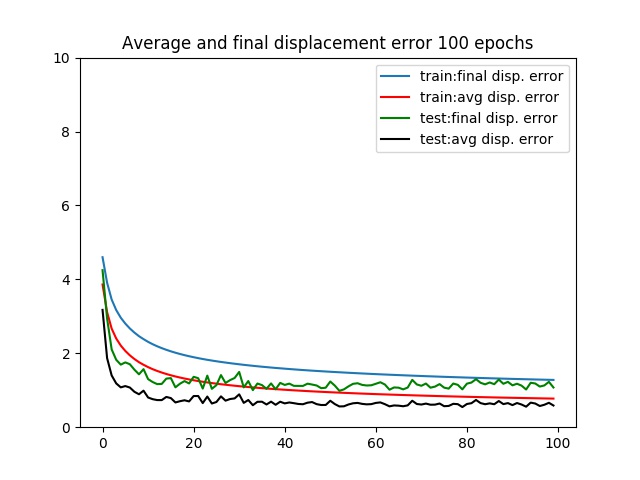 Average and final displacement error 100 epochs
train:final disp. error
train:avg disp. error
test:final disp. error
test:avg disp. error
10
8
6
4
2
0
0 20 40 60 80 100